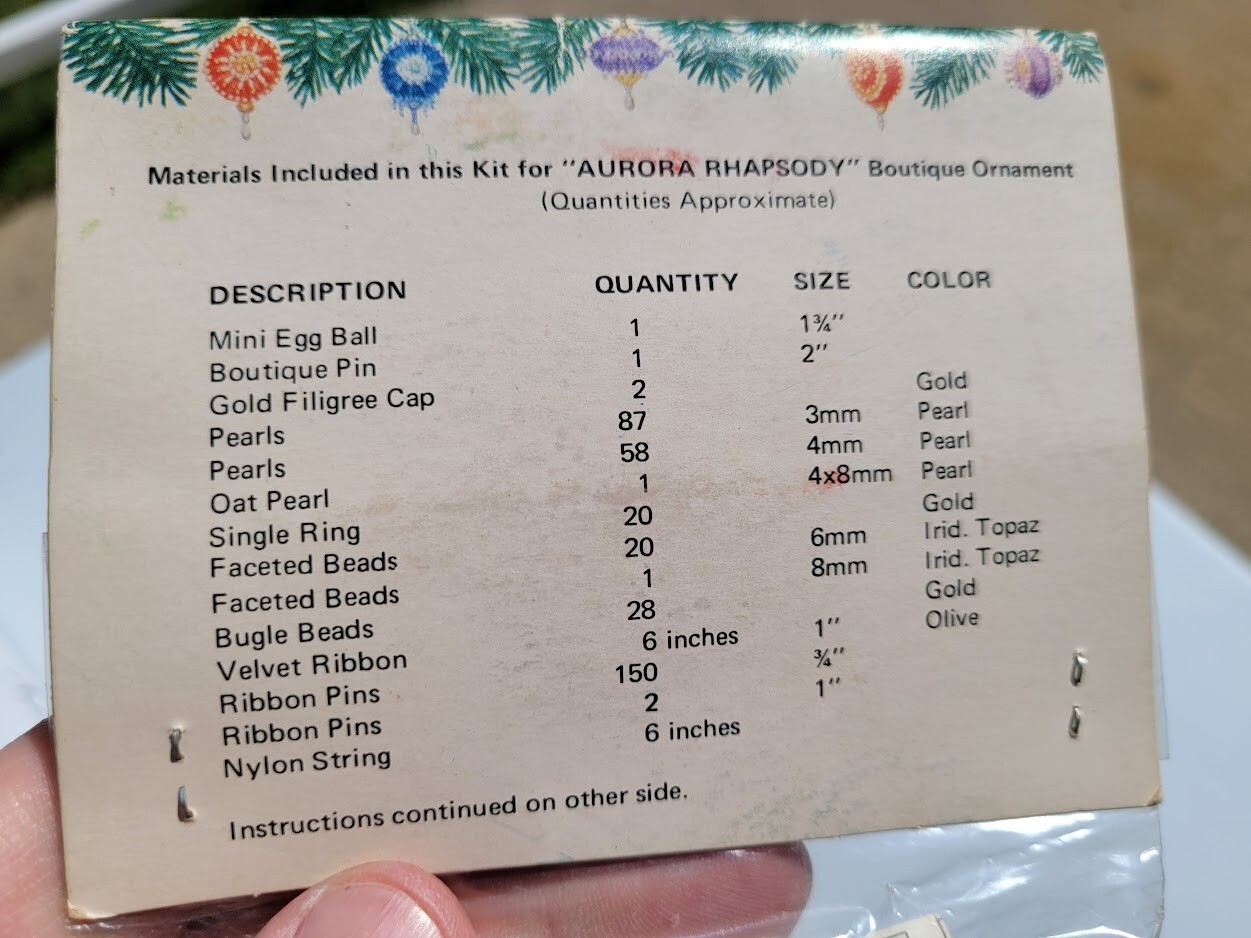 Materials Included in this Kit for "AURORA RHAPSODY" Boutique Ornament
(Quantities Approximate)
DESCRIPTION QUANTITY SIZE COLOR
Mini Egg Ball 1 1¾"
Boutique Pin 1 2"
Gold Filigree Cap 2 Gold
Pearls 87 3mm Pearl
Pearls 58 4mm Pearl
Oat Pearl 1 4x8mm Pearl
Single Ring 20 Gold
Faceted Beads 20 6mm Irid. Topaz
Faceted Beads 1 8mm Irid. Topaz
Bugle Beads 28 Gold
Velvet Ribbon 6 inches 1" Olive
Ribbon Pins 150 ¾"
Ribbon Pins 2 1"
Nylon String 6 inches
Instructions continued on other side.